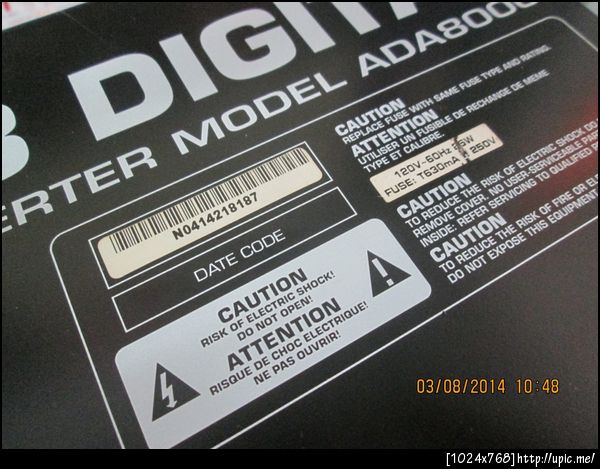 DIGIT
ERTER MODEL ADA8000
N0414218187
DATE CODE
CAUTION
RISK OF ELECTRIC SHOCK!
DO NOT OPEN!
ATTENTION
RISQUE DE CHOC ELECTRIQUE!
NE PAS OUVRIR!
CAUTION
REPLACE FUSE WITH SAME FUSE TYPE AND RATING.
ATTENTION
UTILISER UN FUSIBLE DE RECHANGE DE MEME
TYPE ET CALIBRE.
120V~60Hz
FUSE: T630mA 250V
CAUTION
TO REDUCE THE RISK OF ELECTRIC SHOCK DO
REMOVE COVER. NO USER-SERVICEABLE
INSIDE: REFER SERVICING TO QUALIFIED
CAUTION
TO REDUCE THE RISK OF FIRE OR
DO NOT EXPOSE THIS EQUIPMENT
03/08/2014 10:48
[1024x768]http://upic.me/